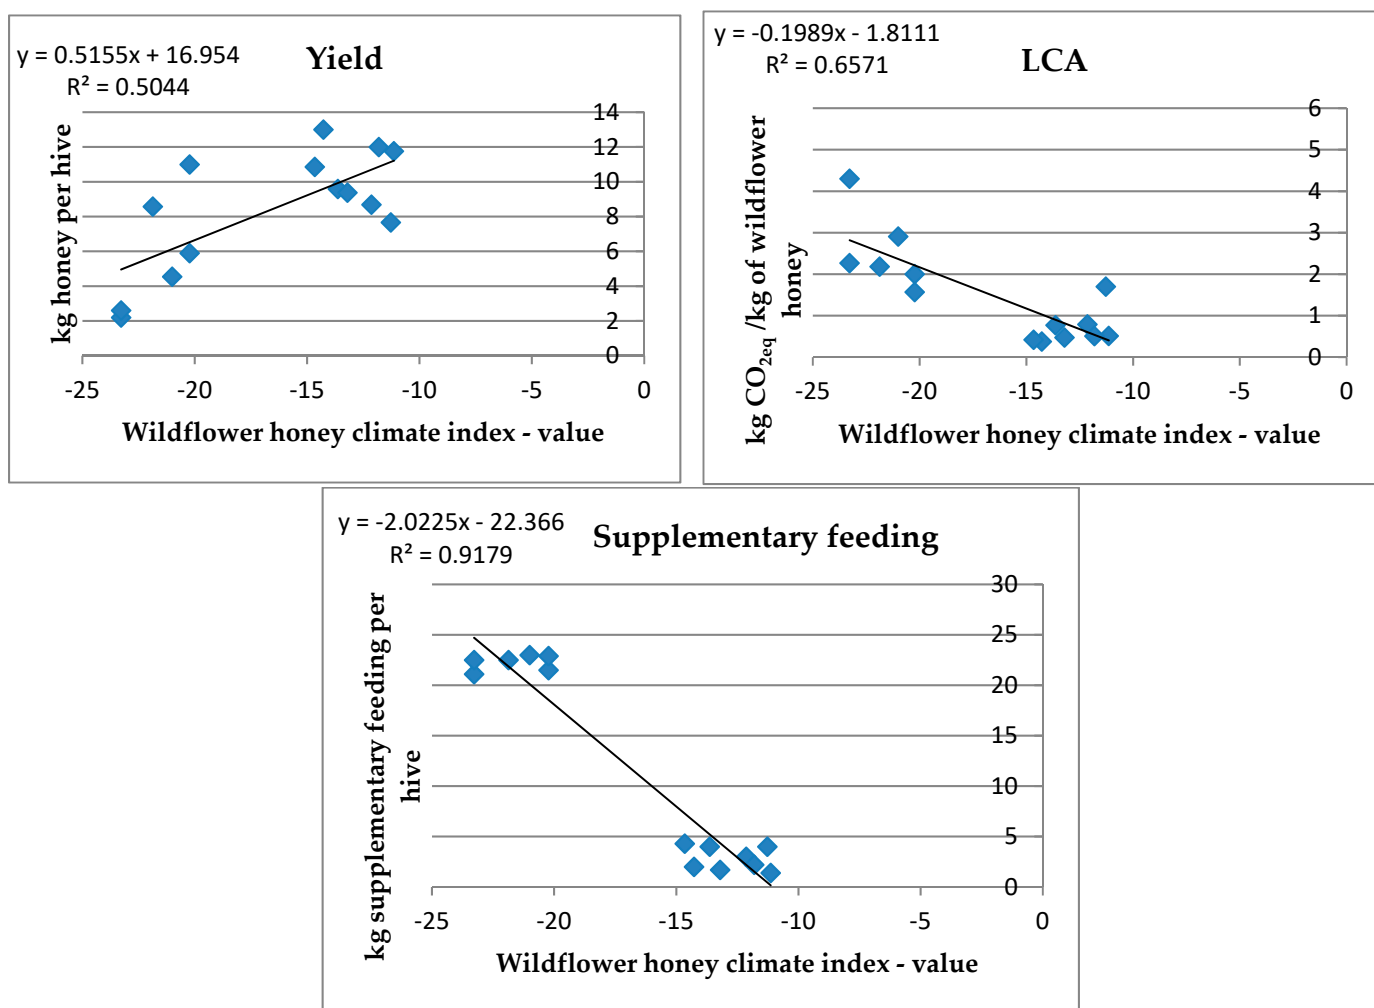 y = 0.5155x + 16.954
R² = 0.5044
Yield
kg honey per hive
14
12
10
8
6
4
2
0
-25 -20 -15 -10 -5 0
Wildflower honey climate index - value
y = -0.1989x - 1.8111
R² = 0.6571
LCA
kg CO₂eq /kg of wildflower
honey
6
5
4
3
2
1
0
-25 -20 -15 -10 -5 0
Wildflower honey climate index - value
y = -2.0225x - 22.366
R² = 0.9179
Supplementary feeding
kg supplementary feeding per
hive
30
25
20
15
10
5
0
-25 -20 -15 -10 -5 0
Wildflower honey climate index - value